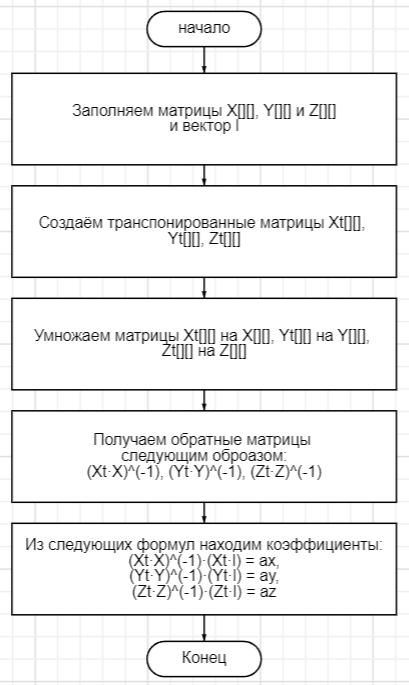 начало
Заполняем матрицы X[][], Y[][] и Z[][]
и вектор l
Создаём транспонированные матрицы Xt[][],
Yt[][], Zt[][]
Умножаем матрицы Xt[][] на X[][], Yt[][] на Y[][],
Zt[][] на Z[][]
Получаем обратные матрицы
следующим оброазом:
(Xt·X)^(-1), (Yt·Y)^(-1), (Zt·Z)^(-1)
Из следующих формул находим коэффициенты:
(Xt·X)^(-1)·(Xt·l) = ax,
(Yt·Y)^(-1)·(Yt·l) = ay,
(Zt·Z)^(-1)·(Zt·l) = az
Конец